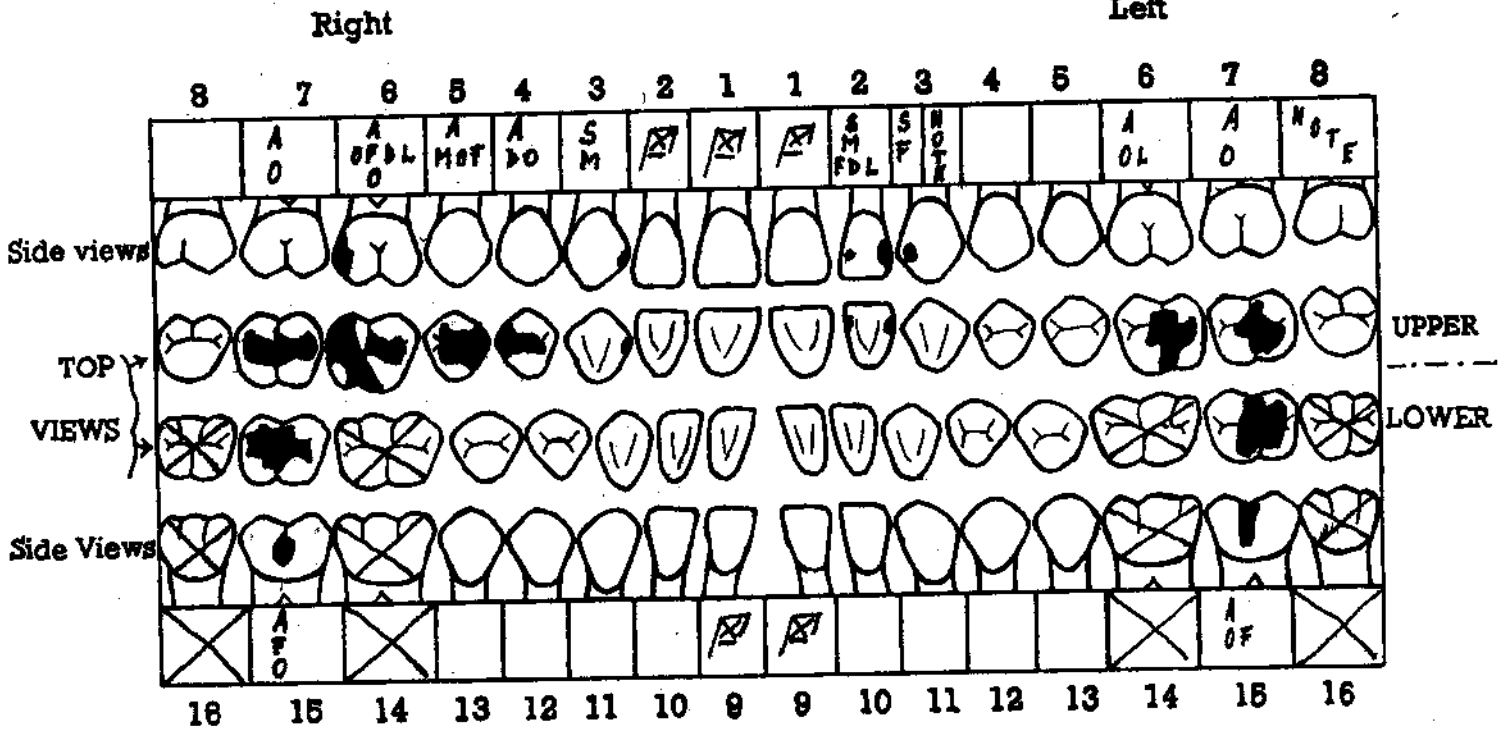 Right Left
8 7 6 5 4 3 2 1 1 2 3 4 5 6 7 8
A A A A S S S N A A NOTE
O OFDL MOF DO M M F O OL O
O FDL T
E
Side views
TOP UPPER
VIEWS LOWER
Side Views
A A
F OF
O
16 15 14 13 12 11 10 9 9 10 11 12 13 14 15 16